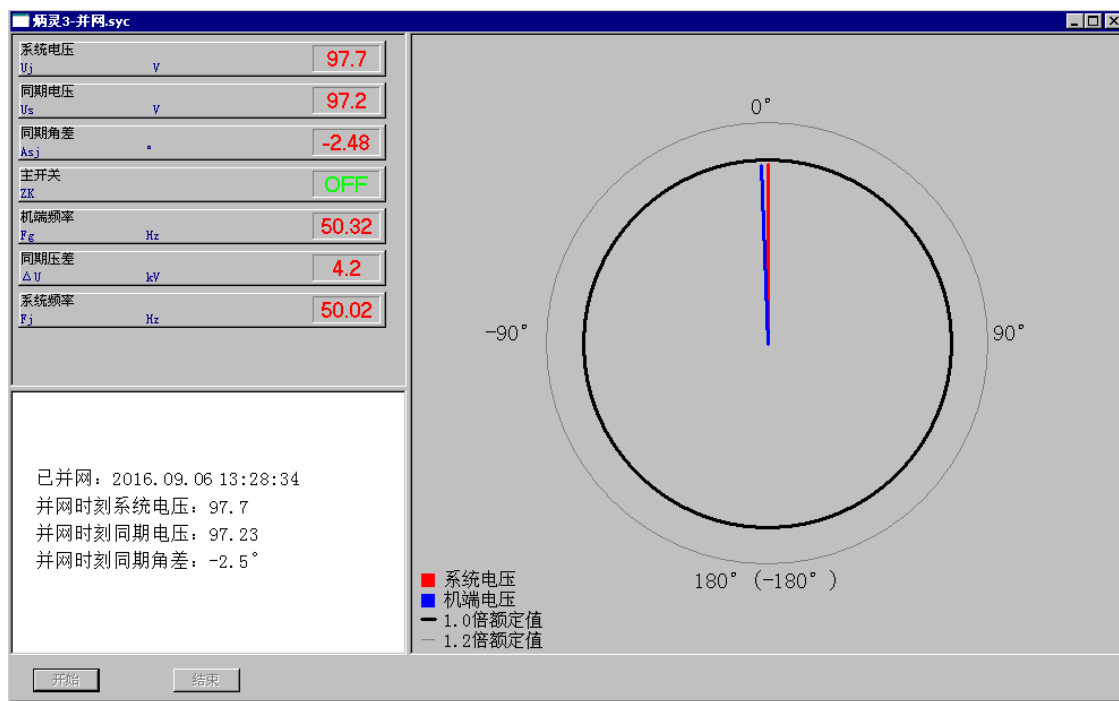 炳灵3-并网.syc
系统电压
Uj V 97.7
同期电压
Us V 97.2
同期角差
Asj ° -2.48
主开关
ZK OFF
机端频率
Fg Hz 50.32
同期压差
△U kV 4.2
系统频率
Fj Hz 50.02
已并网：2016.09.06 13:28:34
并网时刻系统电压：97.7
并网时刻同期电压：97.23
并网时刻同期角差：-2.5°
0°
-90° 90°
180° (-180° )
系统电压
机端电压
1.0倍额定值
1.2倍额定值
开始 结束